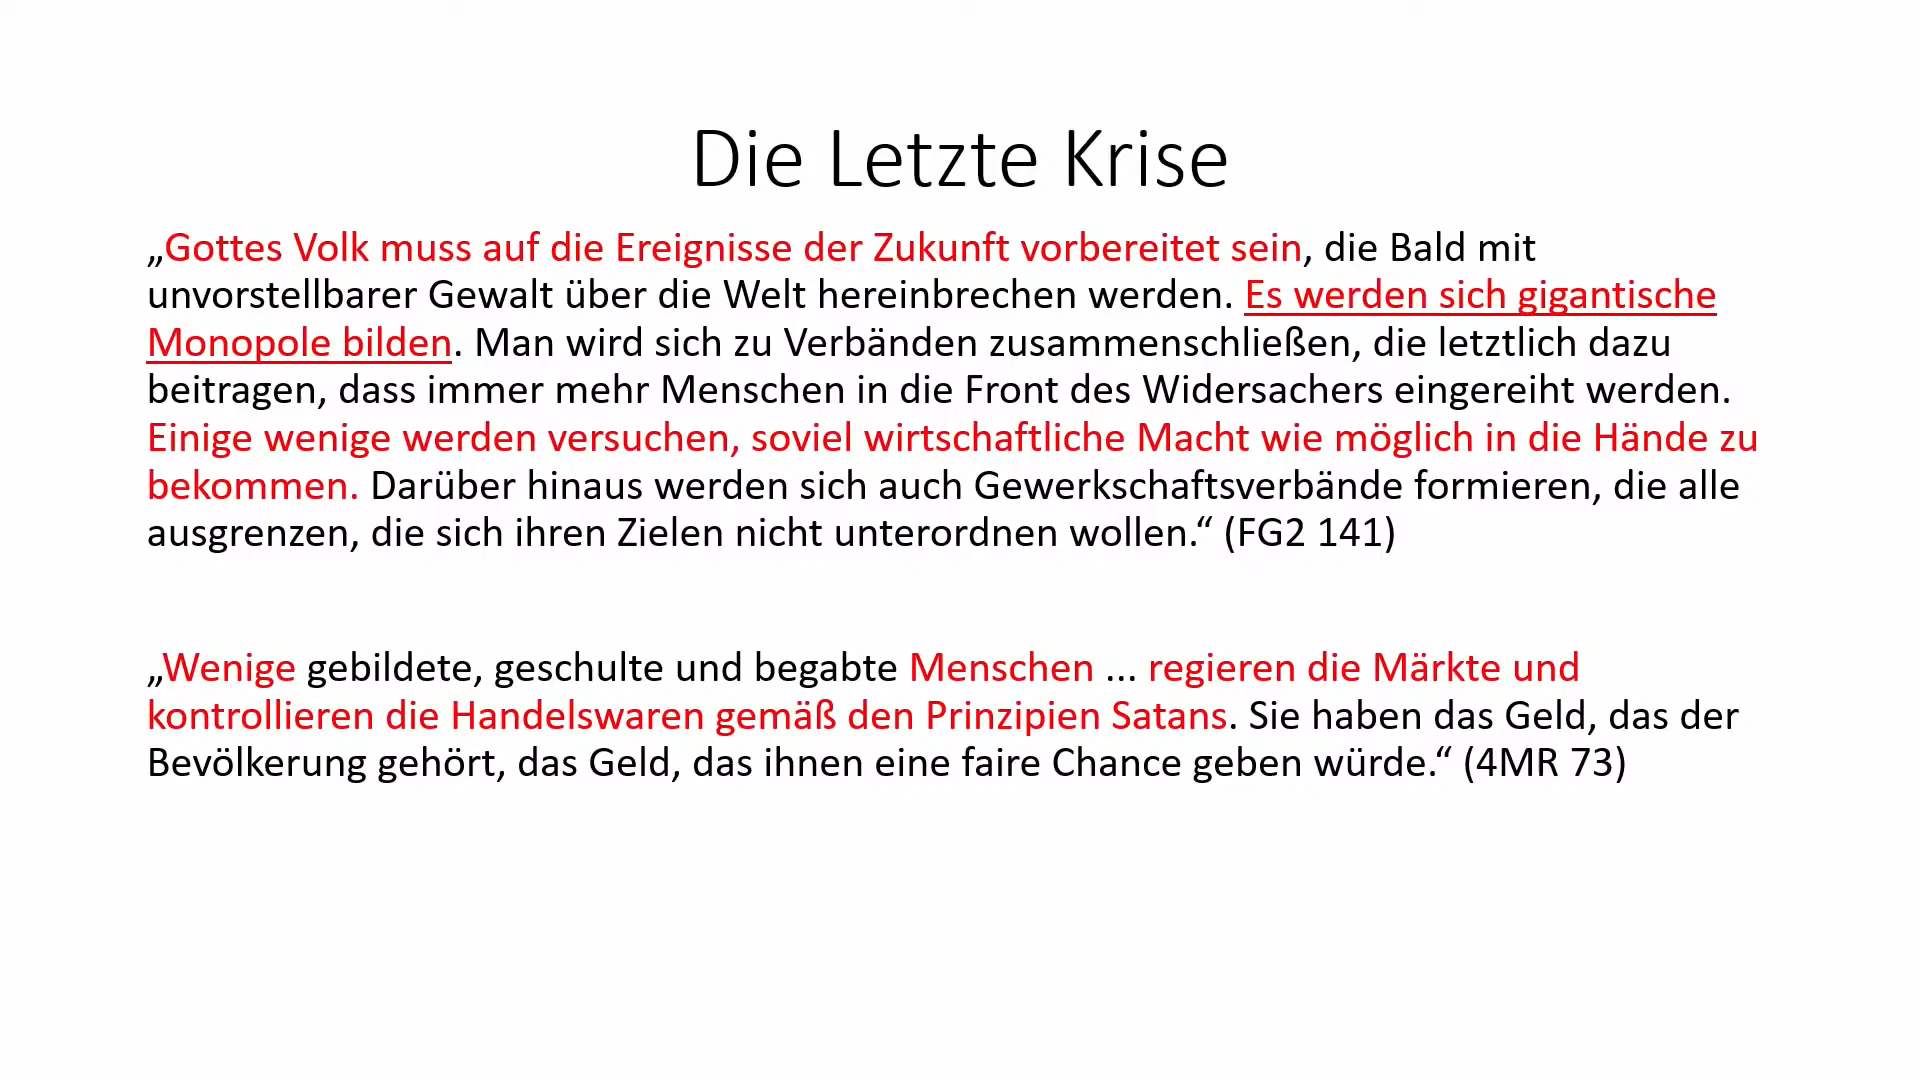 Die Letzte Krise
„Gottes Volk muss auf die Ereignisse der Zukunft vorbereitet sein, die Bald mit
unvorstellbarer Gewalt über die Welt hereinbrechen werden. Es werden sich gigantische
Monopole bilden. Man wird sich zu Verbänden zusammenschließen, die letztlich dazu
beitragen, dass immer mehr Menschen in die Front des Widersachers eingereiht werden.
Einige wenige werden versuchen, soviel wirtschaftliche Macht wie möglich in die Hände zu
bekommen. Darüber hinaus werden sich auch Gewerkschaftsverbände formieren, die alle
ausgrenzen, die sich ihren Zielen nicht unterordnen wollen.“ (FG2 141)
„Wenige gebildete, geschulte und begabte Menschen ... regieren die Märkte und
kontrollieren die Handelswaren gemäß den Prinzipien Satans. Sie haben das Geld, das der
Bevölkerung gehört, das Geld, das ihnen eine faire Chance geben würde.“ (4MR 73)